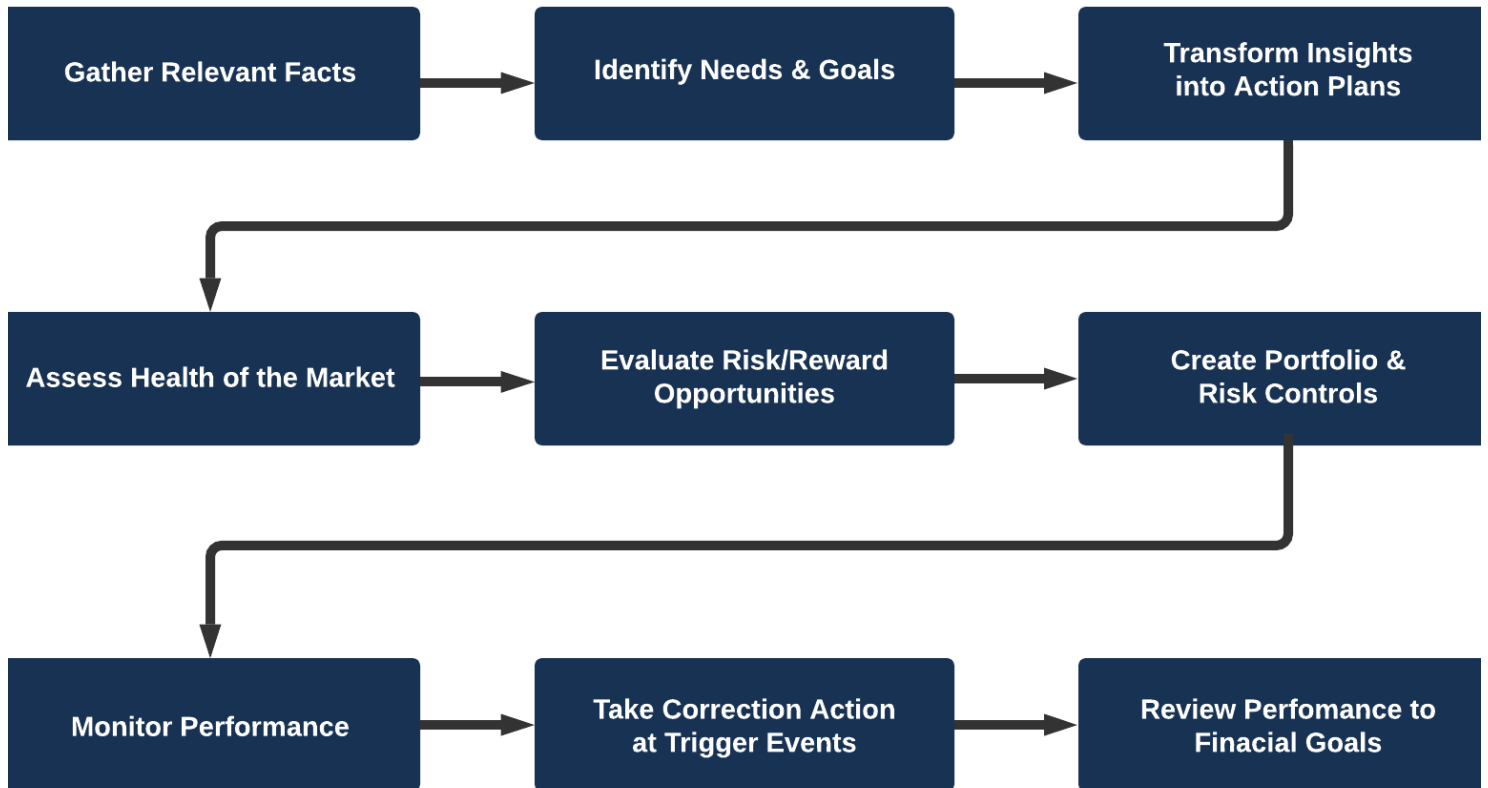 Gather Relevant Facts
Identify Needs & Goals
Transform Insights
into Action Plans
Assess Health of the Market
Evaluate Risk/Reward
Opportunities
Create Portfolio &
Risk Controls
Monitor Performance
Take Correction Action
at Trigger Events
Review Perfomance to
Finacial Goals